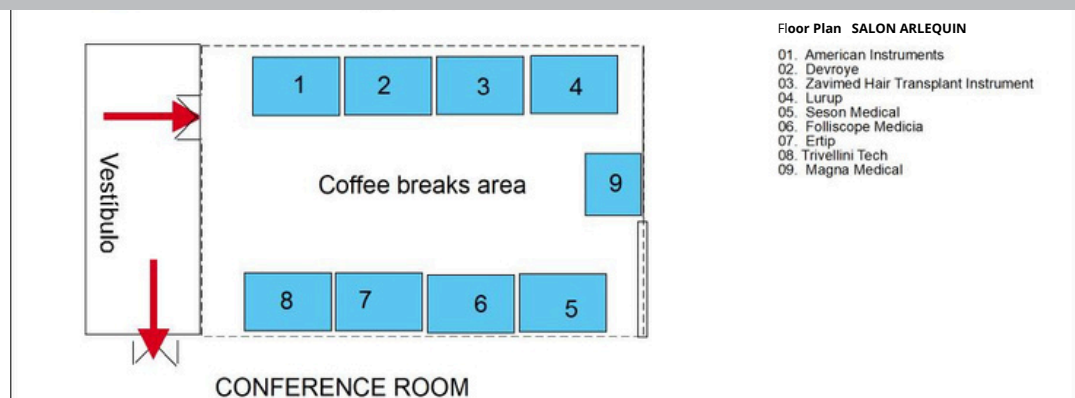 Floor Plan SALON ARLEQUIN
01. American Instruments
02. Devroye
03. Zavimed Hair Transplant Instrument
04. Lurup
05. Seson Medical
06. Folliscope Medicia
07. Ertip
08. Trivellini Tech
09. Magna Medical
1 2 3 4
Vestíbulo
Coffee breaks area
9
8 7 6 5
CONFERENCE ROOM